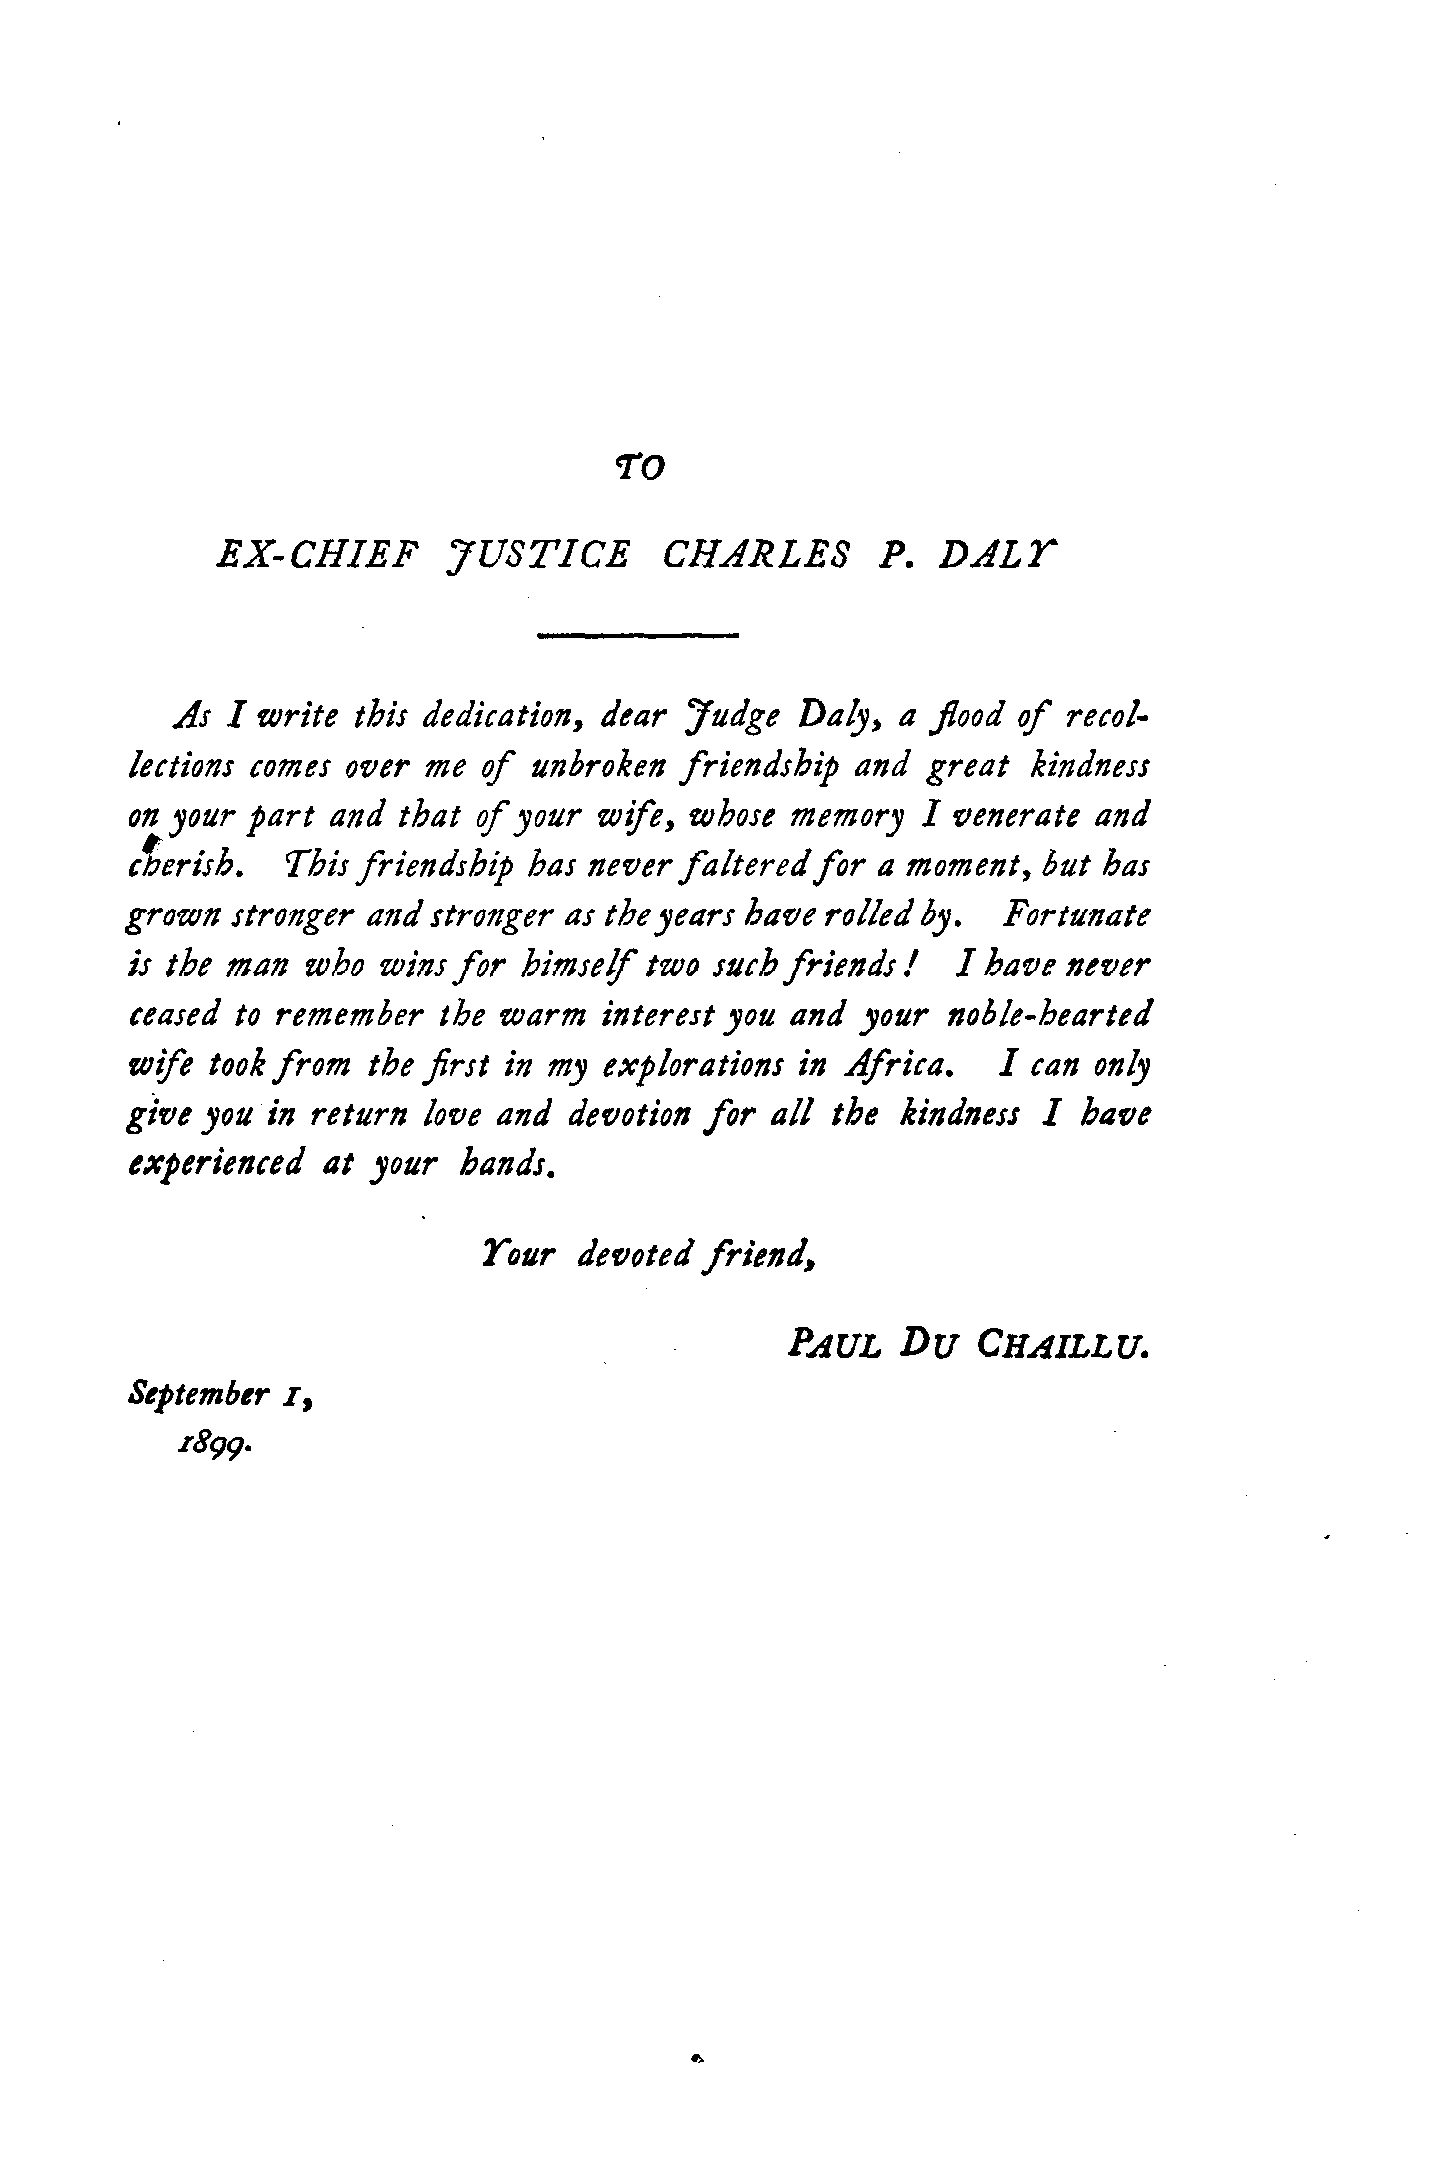 TO
EX-CHIEF JUSTICE CHARLES P. DALY
As I write this dedication, dear Judge Daly, a flood of recol-
lections comes over me of unbroken friendship and great kindness
on your part and that of your wife, whose memory I venerate and
cherish. This friendship has never faltered for a moment, but has
grown stronger and stronger as the years have rolled by. Fortunate
is the man who wins for himself two such friends! I have never
ceased to remember the warm interest you and your noble-hearted
wife took from the first in my explorations in Africa. I can only
give you in return love and devotion for all the kindness I have
experienced at your hands.
Your devoted friend,
PAUL DU CHAILLU.
September 1,
1899.